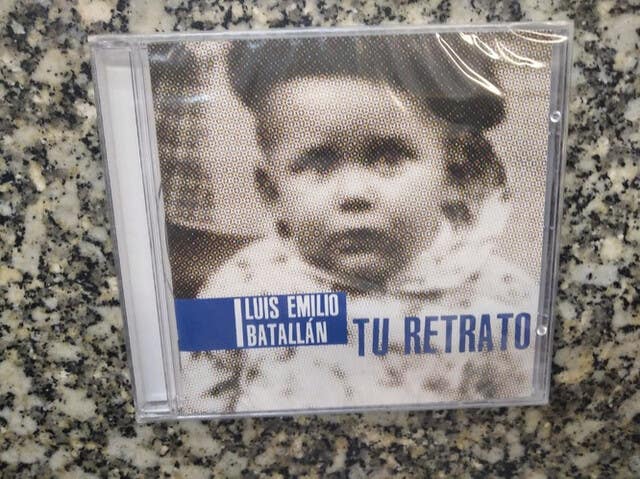 LUIS EMILIO
BATALLÁN
TU RETRATO